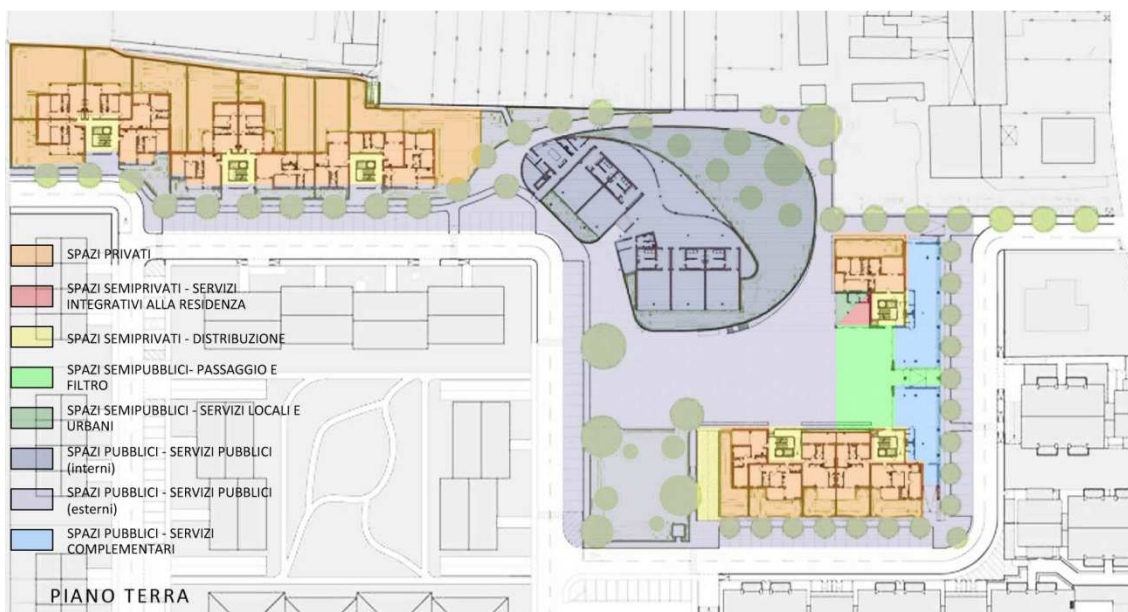 SPAZI PRIVATI
SPAZI SEMIPRIVATI - SERVIZI
INTEGRATIVI ALLA RESIDENZA
SPAZI SEMIPRIVATI - DISTRIBUZIONE
SPAZI SEMIPUBBLICI- PASSAGGIO E
FILTRO
SPAZI SEMIPUBBLICI - SERVIZI LOCALI E
URBANI
SPAZI PUBBLICI - SERVIZI PUBBLICI
(interni)
SPAZI PUBBLICI - SERVIZI PUBBLICI
(esterni)
SPAZI PUBBLICI - SERVIZI
COMPLEMENTARI
PIANO TERRA